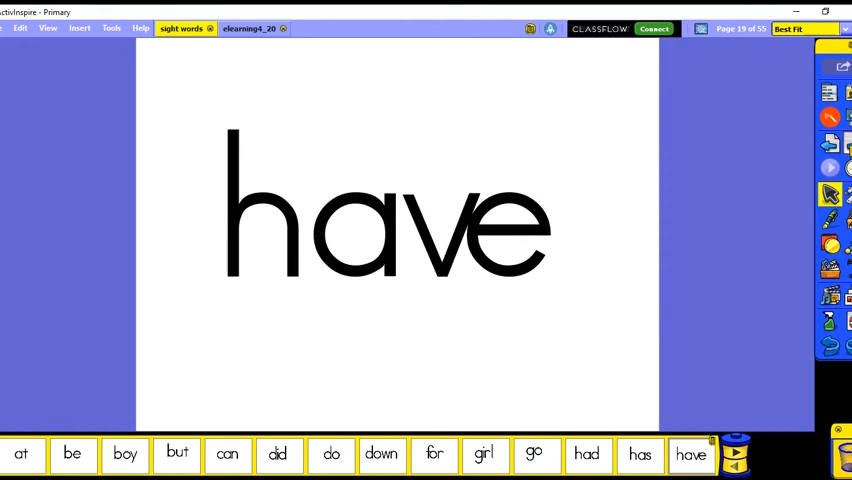 ActivInspire - Primary
Edit View Insert Tools Help sight words elearning4_20 CLASSFLOW Connect Page 19 of 55 Best Fit
have
at be boy but can did do down for girl go had has have